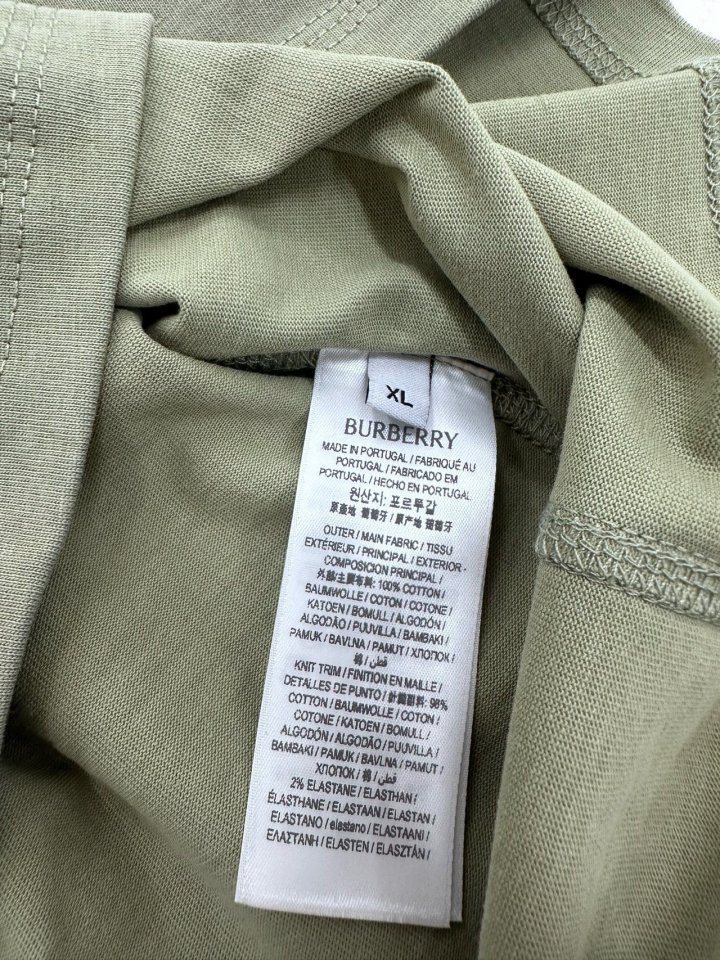 XL
BURBERRY
MADE IN PORTUGAL / FABRIQUÉ AU
PORTUGAL / FABRICADO EM
PORTUGAL / HECHO EN PORTUGAL
원산지: 포르투갈
原產地 葡萄牙 / 原产地 葡萄牙
OUTER / MAIN FABRIC / TISSU
EXTÉRIEUR / PRINCIPAL / EXTERIOR -
COMPOSICION PRINCIPAL /
外部/主要布料: 100% COTTON /
BAUMWOLLE / COTON / COTONE /
KATOEN / BOMULL / ALGODÓN /
ALGODÃO / PUUVILLA / BAMBAKI /
PAMUK / BAVLNA / PAMUT / ХЛОПОК /
棉 / قطن /
KNIT TRIM / FINITION EN MAILLE /
DETALLES DE PUNTO / 針織副料: 98%
COTTON / BAUMWOLLE / COTON /
COTONE / KATOEN / BOMULL /
ALGODÓN / ALGODÃO / PUUVILLA /
BAMBAKI / PAMUK / BAVLNA / PAMUT /
ХЛОПОК / 棉 / قطن /
2% ELASTANE / ELASTHAN /
ÉLASTHANE / ELASTAAN / ELASTAN /
ELASTANO / elastano / ELASTAANI /
ΕΛΑΣΤΑΝΗ / ELASTEN / ELASZTÁN /